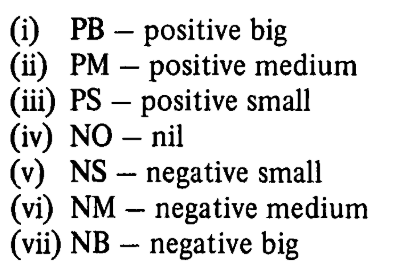 (i) PB – positive big
(ii) PM – positive medium
(iii) PS – positive small
(iv) NO – nil
(v) NS – negative small
(vi) NM – negative medium
(vii) NB – negative big